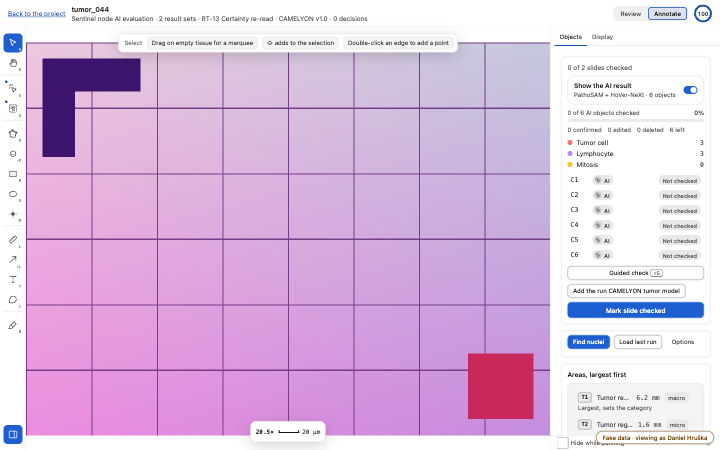 Back to the project
tumor_044
Sentinel node AI evaluation · 2 result sets · RT-13 Certainty re-read · CAMELYON v1.0 · 0 decisions
Review
Annotate
100
Select
Drag on empty tissue for a marquee
⇧ adds to the selection
Double-click an edge to add a point
Objects
Display
0 of 2 slides checked
Show the AI result
PathoSAM + HoVer-NeXt · 6 objects
0 of 6 AI objects checked 0%
0 confirmed 0 edited 0 deleted 6 left
Tumor cell 3
Lymphocyte 3
Mitosis 0
C1 AI Not checked
C2 AI Not checked
C3 AI Not checked
C4 AI Not checked
C5 AI Not checked
C6 AI Not checked
Guided check ⇧G
Add the run CAMELYON tumor model
Mark slide checked
Find nuclei
Load last run
Options
Areas, largest first
T1 Tumor re... 6.2 mm macro
Largest, sets the category
T2 Tumor reg... 1.6 mm micro
Hide while
Fake data - viewing as Daniel Hruška
20.5× 20 µm